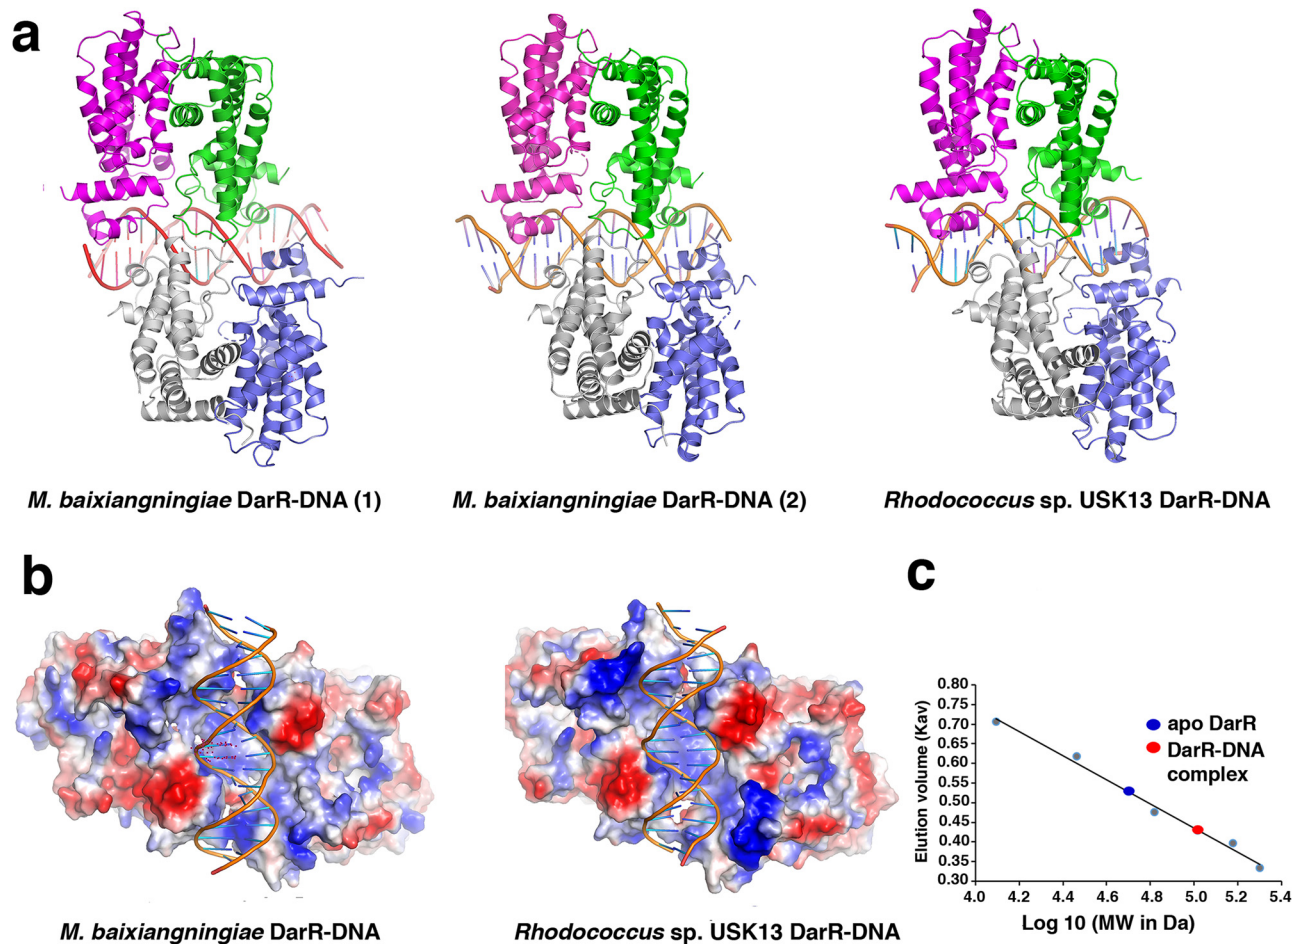 a
M. baixiangningiae DarR-DNA (1)
M. baixiangningiae DarR-DNA (2)
Rhodococcus sp. USK13 DarR-DNA
b
M. baixiangningiae DarR-DNA
Rhodococcus sp. USK13 DarR-DNA
c
Elution volume (Kav)
0.80
0.75
0.70
0.65
0.60
0.55
0.50
0.45
0.40
0.35
0.30
apo DarR
DarR-DNA
complex
4.0 4.2 4.4 4.6 4.8 5.0 5.2 5.4
Log 10 (MW in Da)